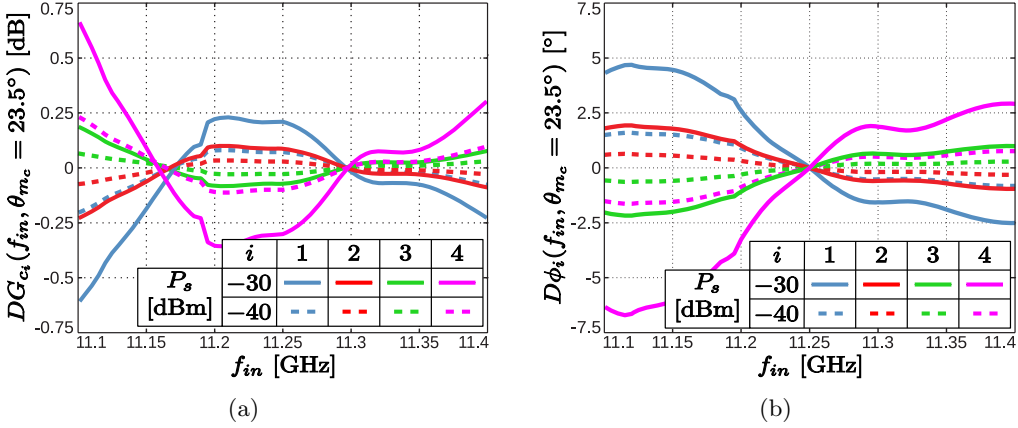 0.75
0.5
0.25
0
-0.25
-0.5
-0.75
DG_{c_i}(f_{in}, θ_{m_c} = 23.5°) [dB]
i 1 2 3 4
P_s [dBm]
−30
−40
11.1 11.15 11.2 11.25 11.3 11.35 11.4
f_{in} [GHz]
(a)
7.5
5
2.5
0
-2.5
-5
-7.5
Dϕ_i(f_{in}, θ_{m_c} = 23.5°) [°]
i 1 2 3 4
P_s [dBm]
−30
−40
11.1 11.15 11.2 11.25 11.3 11.35 11.4
f_{in} [GHz]
(b)